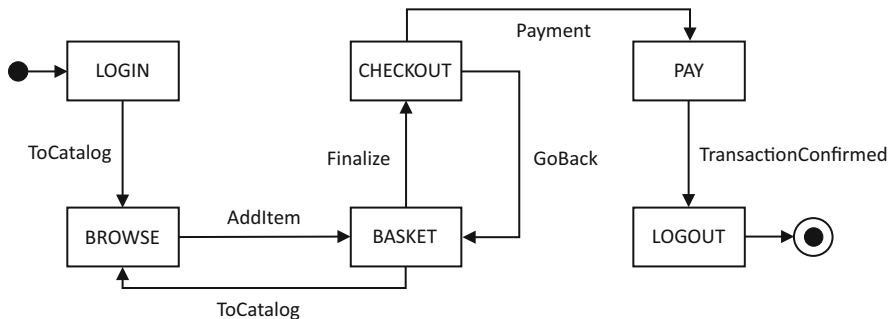 Payment
LOGIN
CHECKOUT
PAY
ToCatalog
Finalize
GoBack
TransactionConfirmed
BROWSE
AddItem
BASKET
LOGOUT
ToCatalog